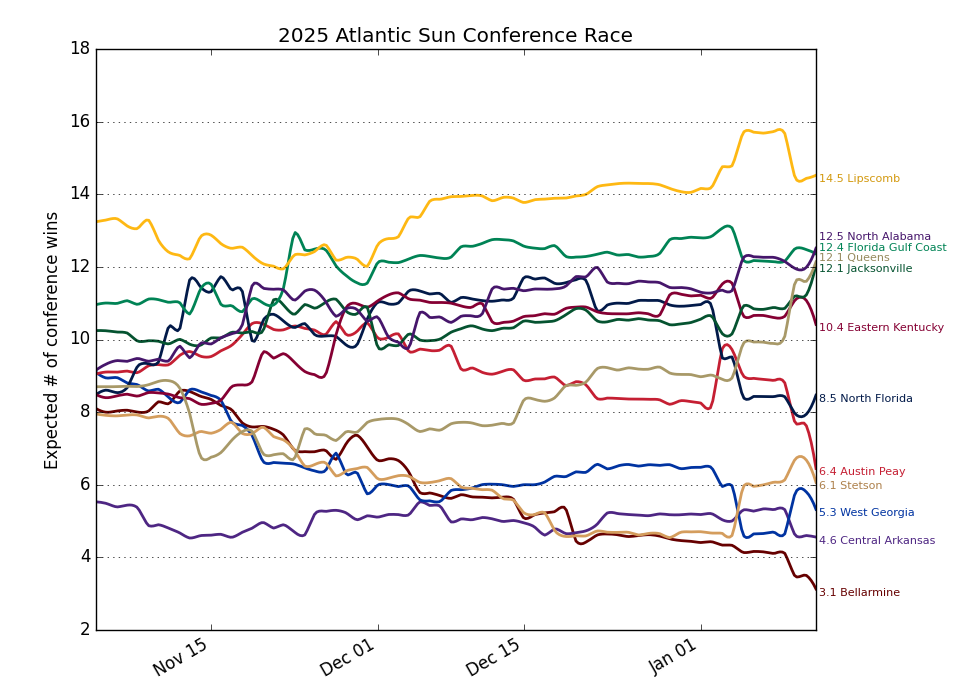 2025 Atlantic Sun Conference Race
Expected # of conference wins
18
16
14
12
10
8
6
4
2
Nov 15
Dec 01
Dec 15
Jan 01
14.5 Lipscomb
12.5 North Alabama
12.4 Florida Gulf Coast
12.1 Queens
12.1 Jacksonville
10.4 Eastern Kentucky
8.5 North Florida
6.4 Austin Peay
6.1 Stetson
5.3 West Georgia
4.6 Central Arkansas
3.1 Bellarmine